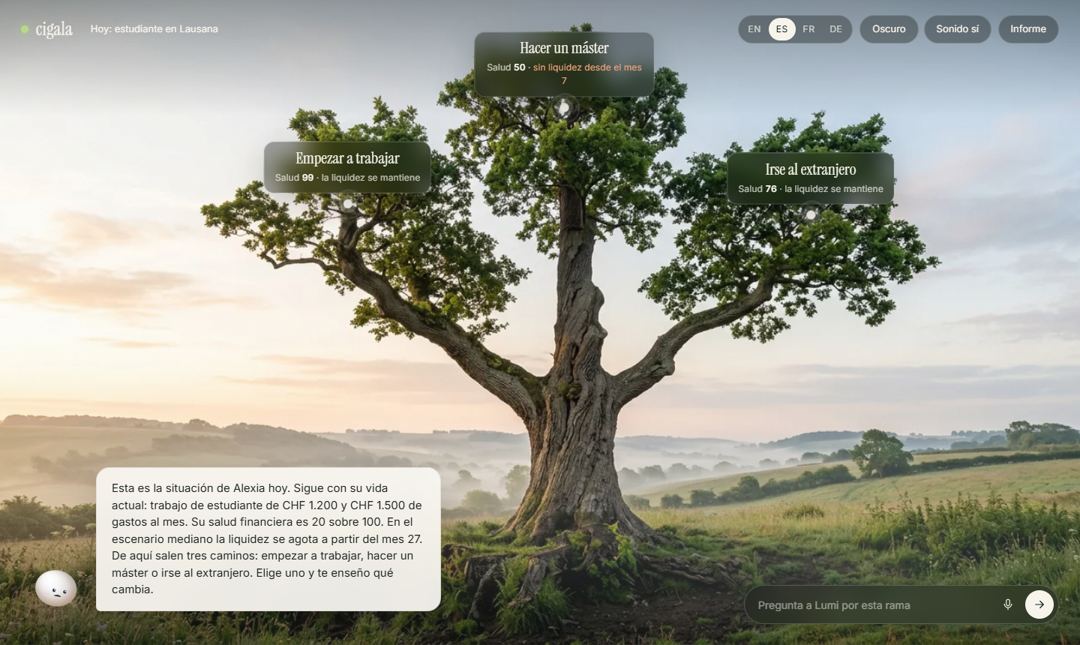 cigala
Hoy: estudiante en Lausana
EN ES FR DE
Oscuro
Sonido sí
Informe
Hacer un máster
Salud 50 · sin liquidez desde el mes
7
Empezar a trabajar
Salud 99 · la liquidez se mantiene
Irse al extranjero
Salud 76 · la liquidez se mantiene
Esta es la situación de Alexia hoy. Sigue con su vida
actual: trabajo de estudiante de CHF 1.200 y CHF 1.500 de
gastos al mes. Su salud financiera es 20 sobre 100. En el
escenario mediano la liquidez se agota a partir del mes 27.
De aquí salen tres caminos: empezar a trabajar, hacer un
máster o irse al extranjero. Elige uno y te enseño qué
cambia.
Pregunta a Lumi por esta rama